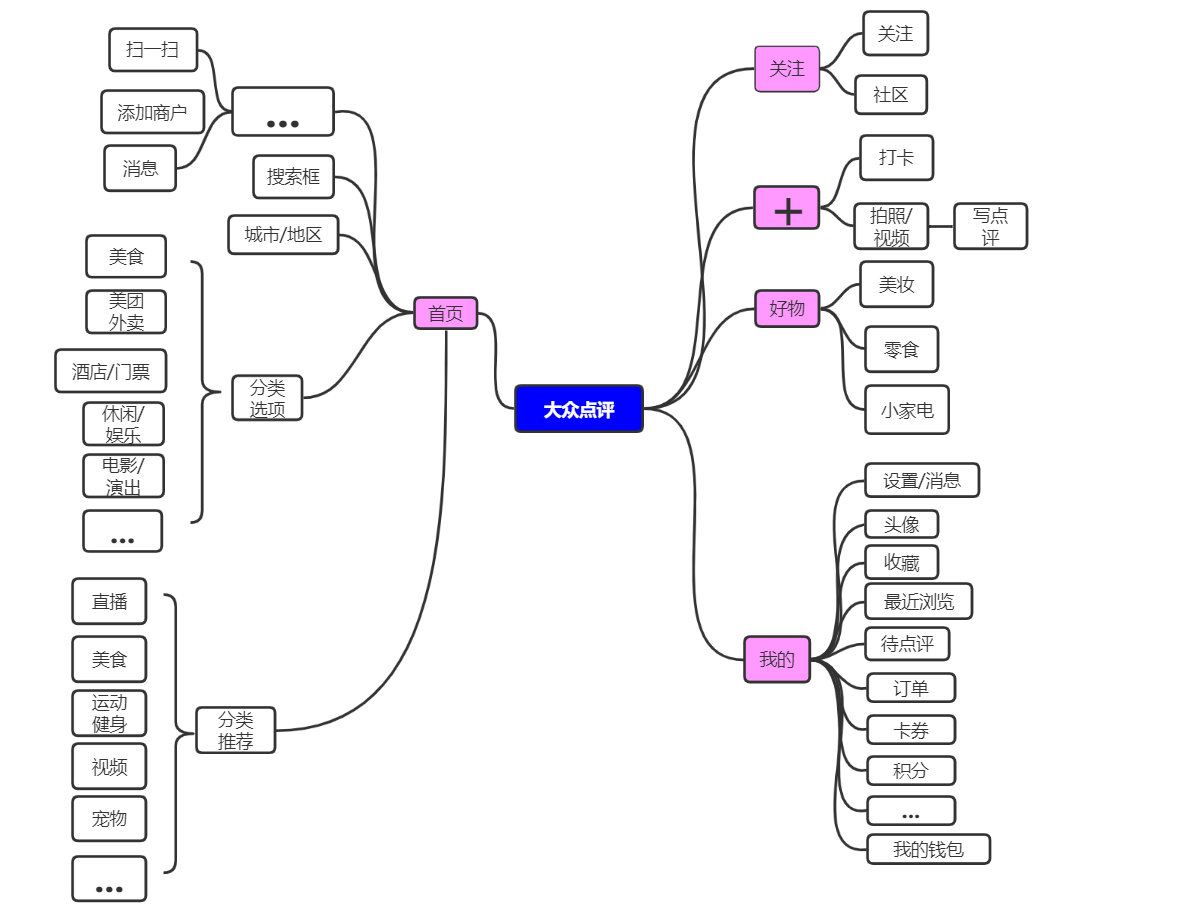 扫一扫
添加商户
消息
...
搜索框
城市/地区
美食
美团
外卖
酒店/门票
休闲/
娱乐
电影/
演出
...
分类
选项
首页
直播
美食
运动
健身
视频
宠物
...
分类
推荐
大众点评
关注
关注
社区
+
打卡
拍照/
视频
写点
评
好物
美妆
零食
小家电
我的
设置/消息
头像
收藏
最近浏览
待点评
订单
卡券
积分
...
我的钱包